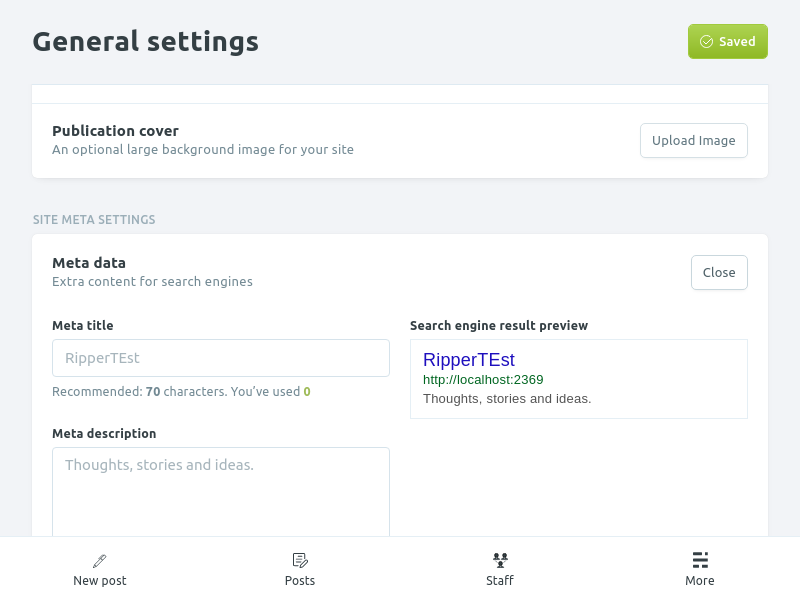 General settings
Saved
Publication cover
An optional large background image for your site
Upload Image
SITE META SETTINGS
Meta data
Extra content for search engines
Close
Meta title
RipperTEst
Recommended: 70 characters. You’ve used 0
Search engine result preview
RipperTEst
http://localhost:2369
Thoughts, stories and ideas.
Meta description
Thoughts, stories and ideas.
New post
Posts
Staff
More